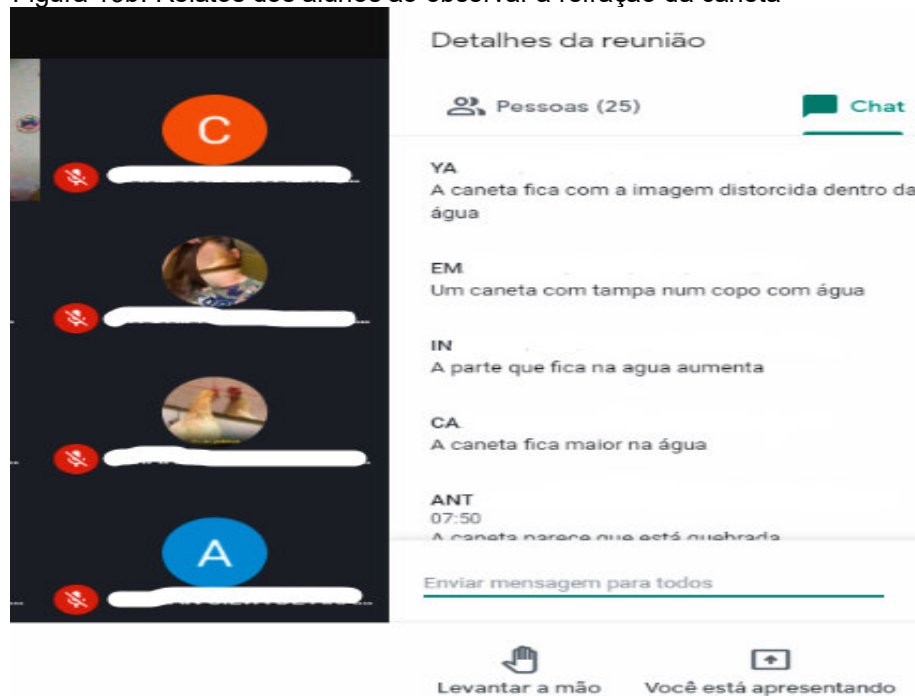 Detalhes da reunião
Pessoas (25)
Chat
C
YA
A caneta fica com a imagem distorcida dentro da
água
EM
Um caneta com tampa num copo com água
IN
A parte que fica na agua aumenta
CA
A caneta fica maior na água
ANT
07:50
A caneta parece que está quebrada
A
Enviar mensagem para todos
Levantar a mão
Você está apresentando